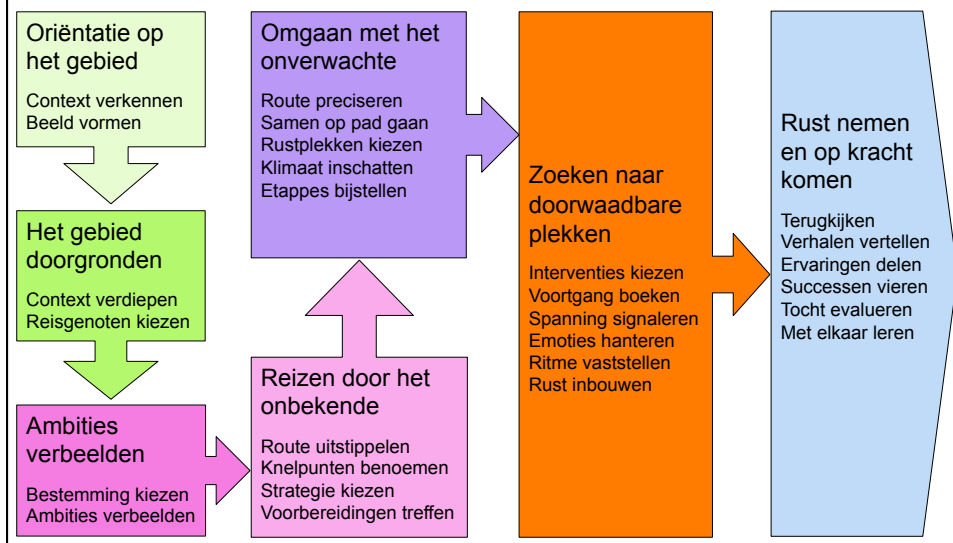 Oriëntatie op
het gebied
Context verkennen
Beeld vormen
Het gebied
doorgronden
Context verdiepen
Reisgenoten kiezen
Ambities
verbeelden
Bestemming kiezen
Ambities verbeelden
Reizen door het
onbekende
Route uitstippelen
Knelpunten benoemen
Strategie kiezen
Voorbereidingen treffen
Omgaan met het
onverwachte
Route preciseren
Samen op pad gaan
Rustplekken kiezen
Klimaat inschatten
Etappes bijstellen
Zoeken naar
doorwaadbare
plekken
Interventies kiezen
Voortgang boeken
Spanning signaleren
Emoties hanteren
Ritme vaststellen
Rust inbouwen
Rust nemen
en op kracht
komen
Terugkijken
Verhalen vertellen
Ervaringen delen
Successen vieren
Tocht evalueren
Met elkaar leren